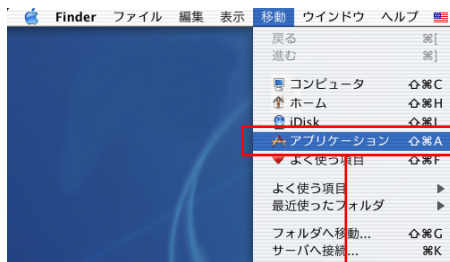 Finder ファイル 編集 表示 移動 ウインドウ ヘルプ
戻る ⌘[
進む ⌘]
コンピュータ ⇧⌘C
ホーム ⇧⌘H
iDisk ⇧⌘I
アプリケーション ⇧⌘A
よく使う項目 ⇧⌘F
よく使う項目
最近使ったフォルダ
フォルダへ移動... ⇧⌘G
サーバへ接続... ⌘K